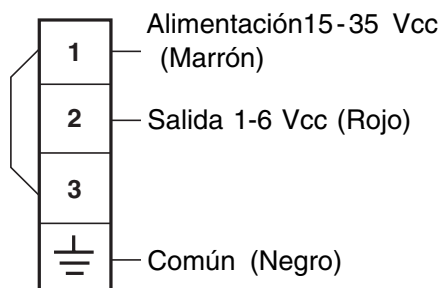 Alimentación15-35 Vcc
1
(Marrón)
2 Salida 1-6 Vcc (Rojo)
3
Común (Negro)